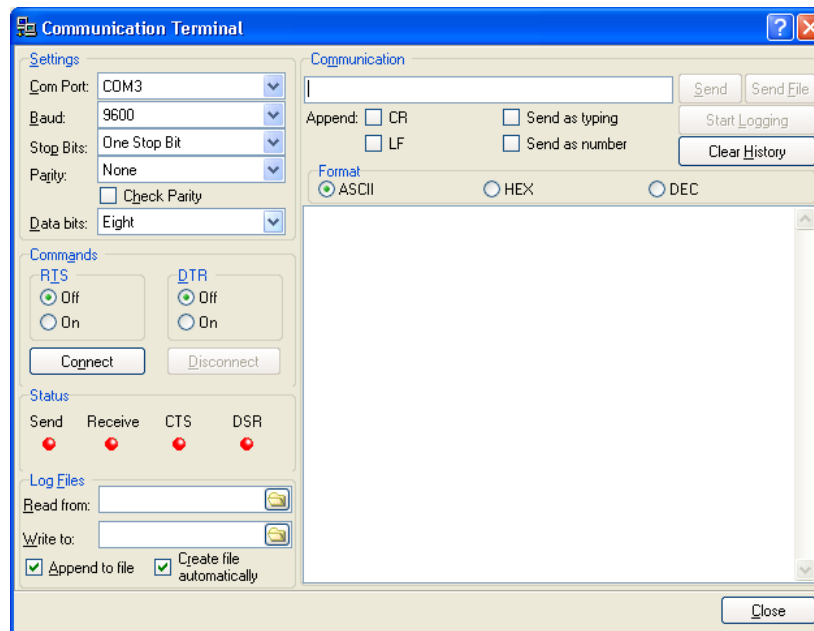 Communication Terminal
Settings
Com Port: COM3
Baud: 9600
Stop Bits: One Stop Bit
Parity: None
Check Parity
Data bits: Eight
Commands
RTS DTR
Off Off
On On
Connect Disconnect
Status
Send Receive CTS DSR
Log Files
Read from:
Write to:
Append to file Create file automatically
Communication
Send Send File
Append: CR Send as typing Start Logging
LF Send as number Clear History
Format
ASCII HEX DEC
Close